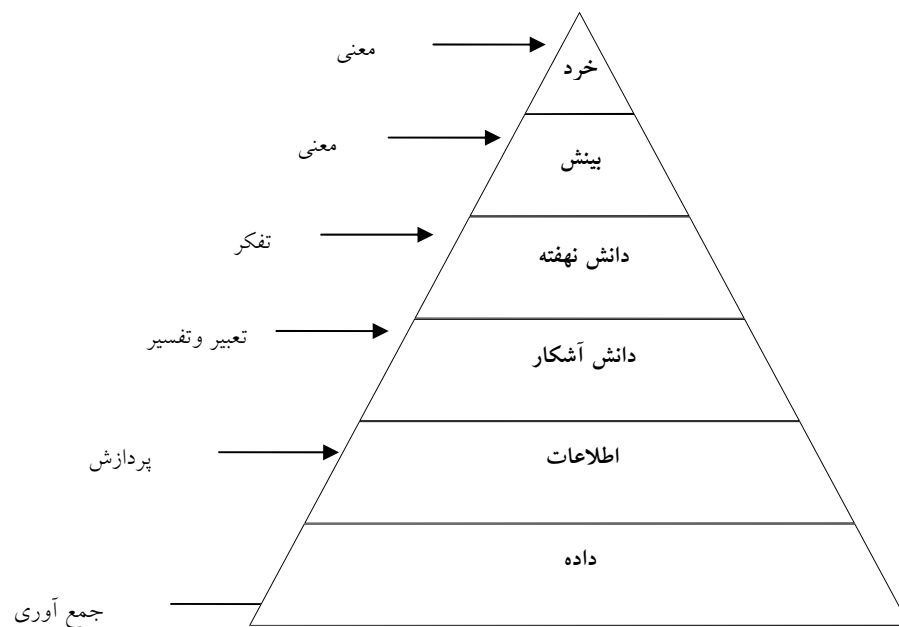 معنی
خرد
معنی
بینش
تفکر
دانش نهفته
تعبیر وتفسیر
دانش آشکار
پردازش
اطلاعات
داده
جمع آوری